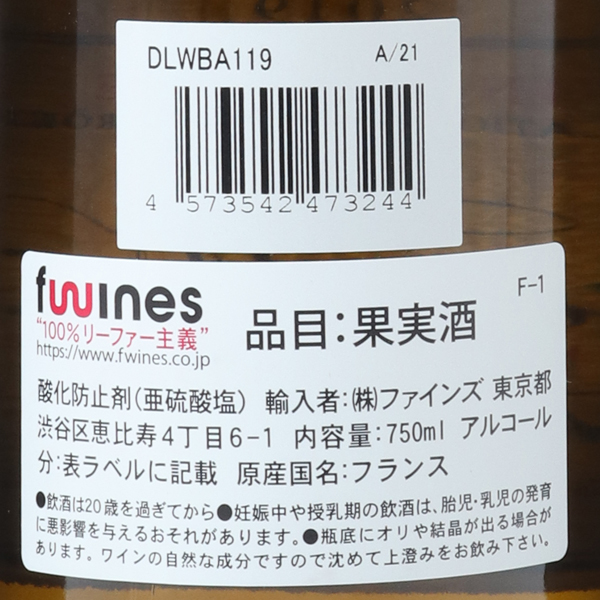 DLWBA119 A/21
4 573542 473244
fwines
“100%リーファー主義”
https://www.fwines.co.jp
品目:果実酒
F-1
酸化防止剤(亜硫酸塩) 輸入者:(株)ファインズ 東京都
渋谷区恵比寿4丁目6-1 内容量:750ml アルコール
分:表ラベルに記載 原産国名:フランス
●飲酒は20歳を過ぎてから●妊娠中や授乳期の飲酒は、胎児・乳児の発育
に悪影響を与えるおそれがあります。●瓶底にオリや結晶が出る場合が
あります。ワインの自然な成分ですので沈めて上澄みをお飲み下さい。